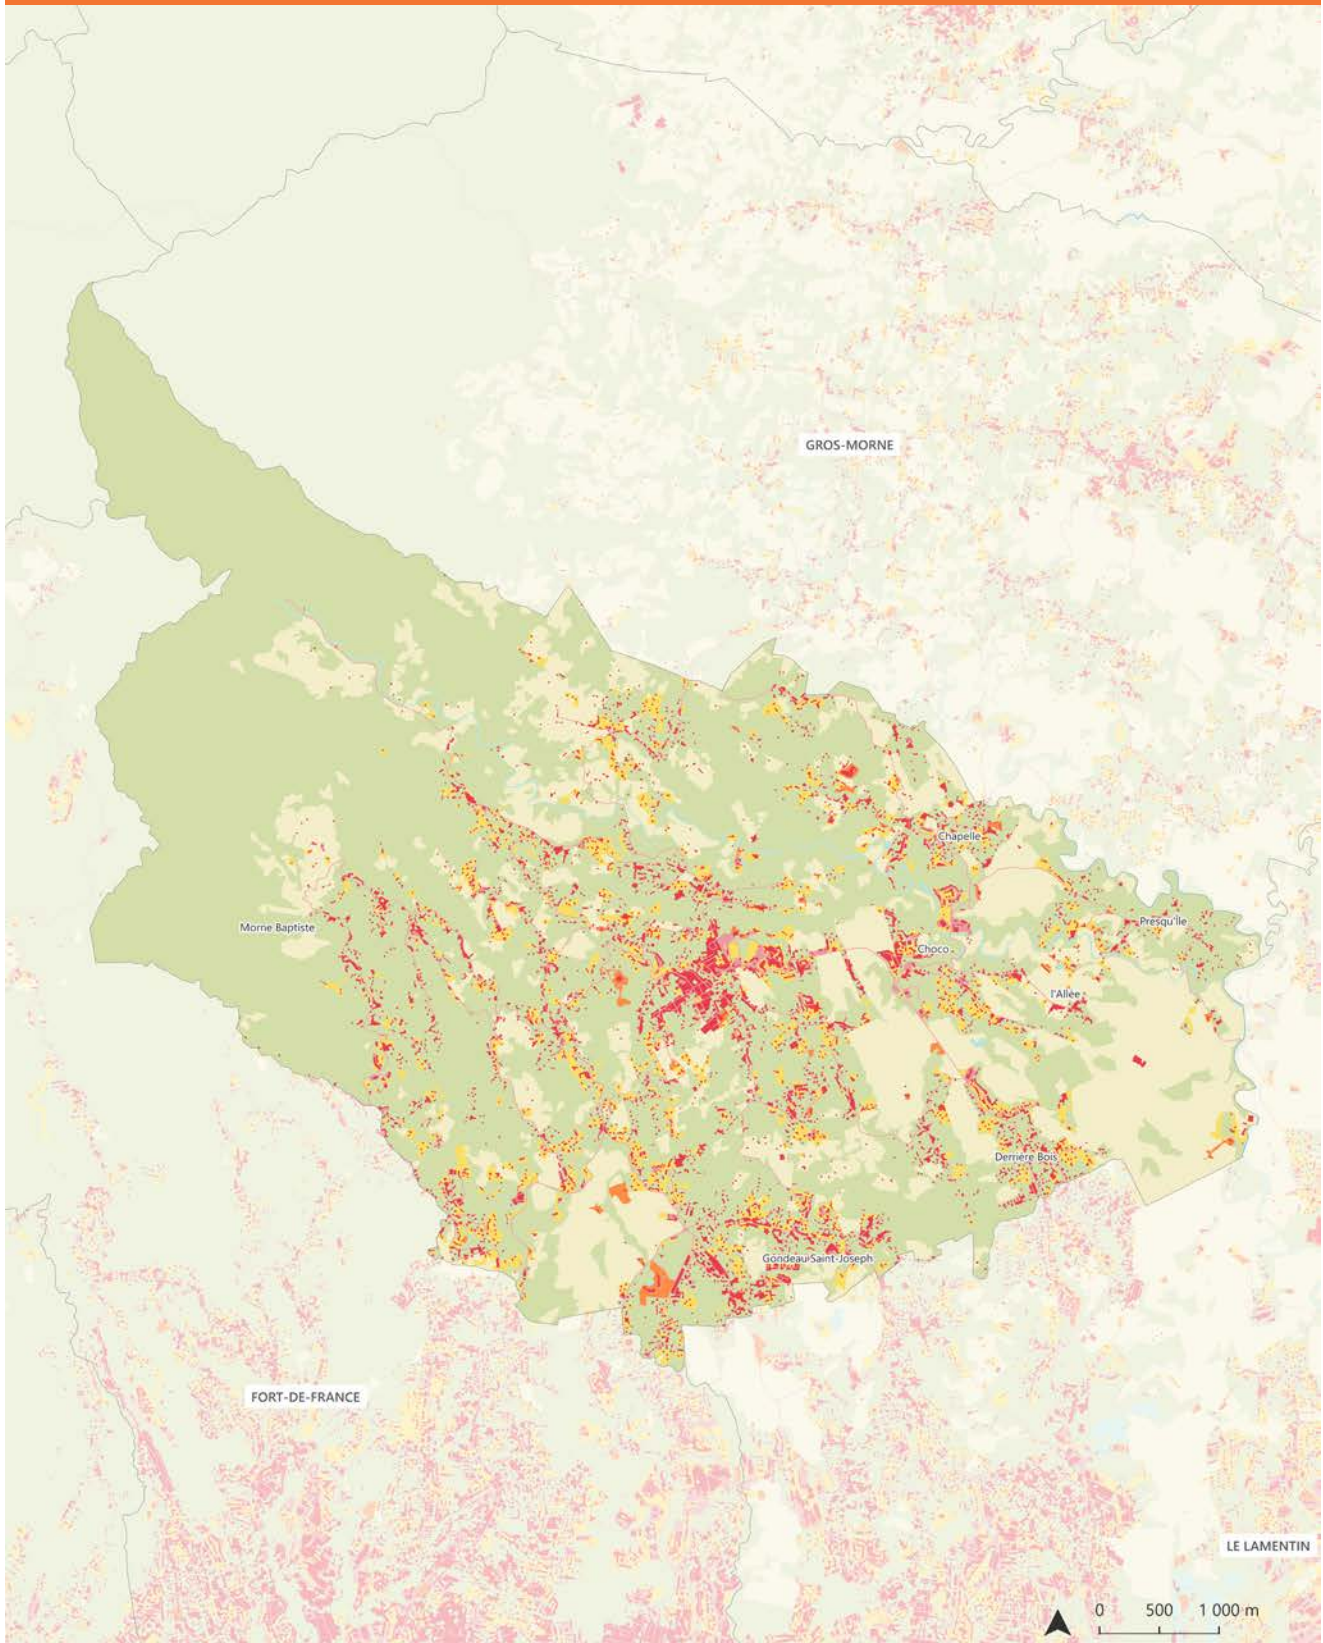 GROS-MORNE
Chapelle
Presqu'Ile
Morne Baptiste
Choco
l'Allée
Derrière Bois
Gondeau Saint-Joseph
FORT-DE-FRANCE
LE LAMENTIN
0 500 1 000 m